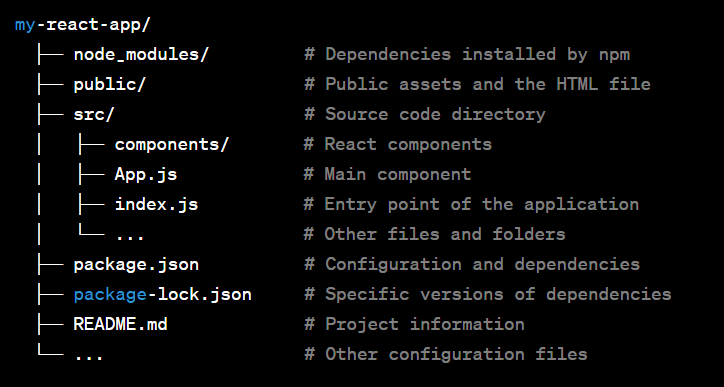 my-react-app/
├── node_modules/ # Dependencies installed by npm
├── public/ # Public assets and the HTML file
├── src/ # Source code directory
│ ├── components/ # React components
│ ├── App.js # Main component
│ ├── index.js # Entry point of the application
│ └── ... # Other files and folders
├── package.json # Configuration and dependencies
├── package-lock.json # Specific versions of dependencies
├── README.md # Project information
└── ... # Other configuration files